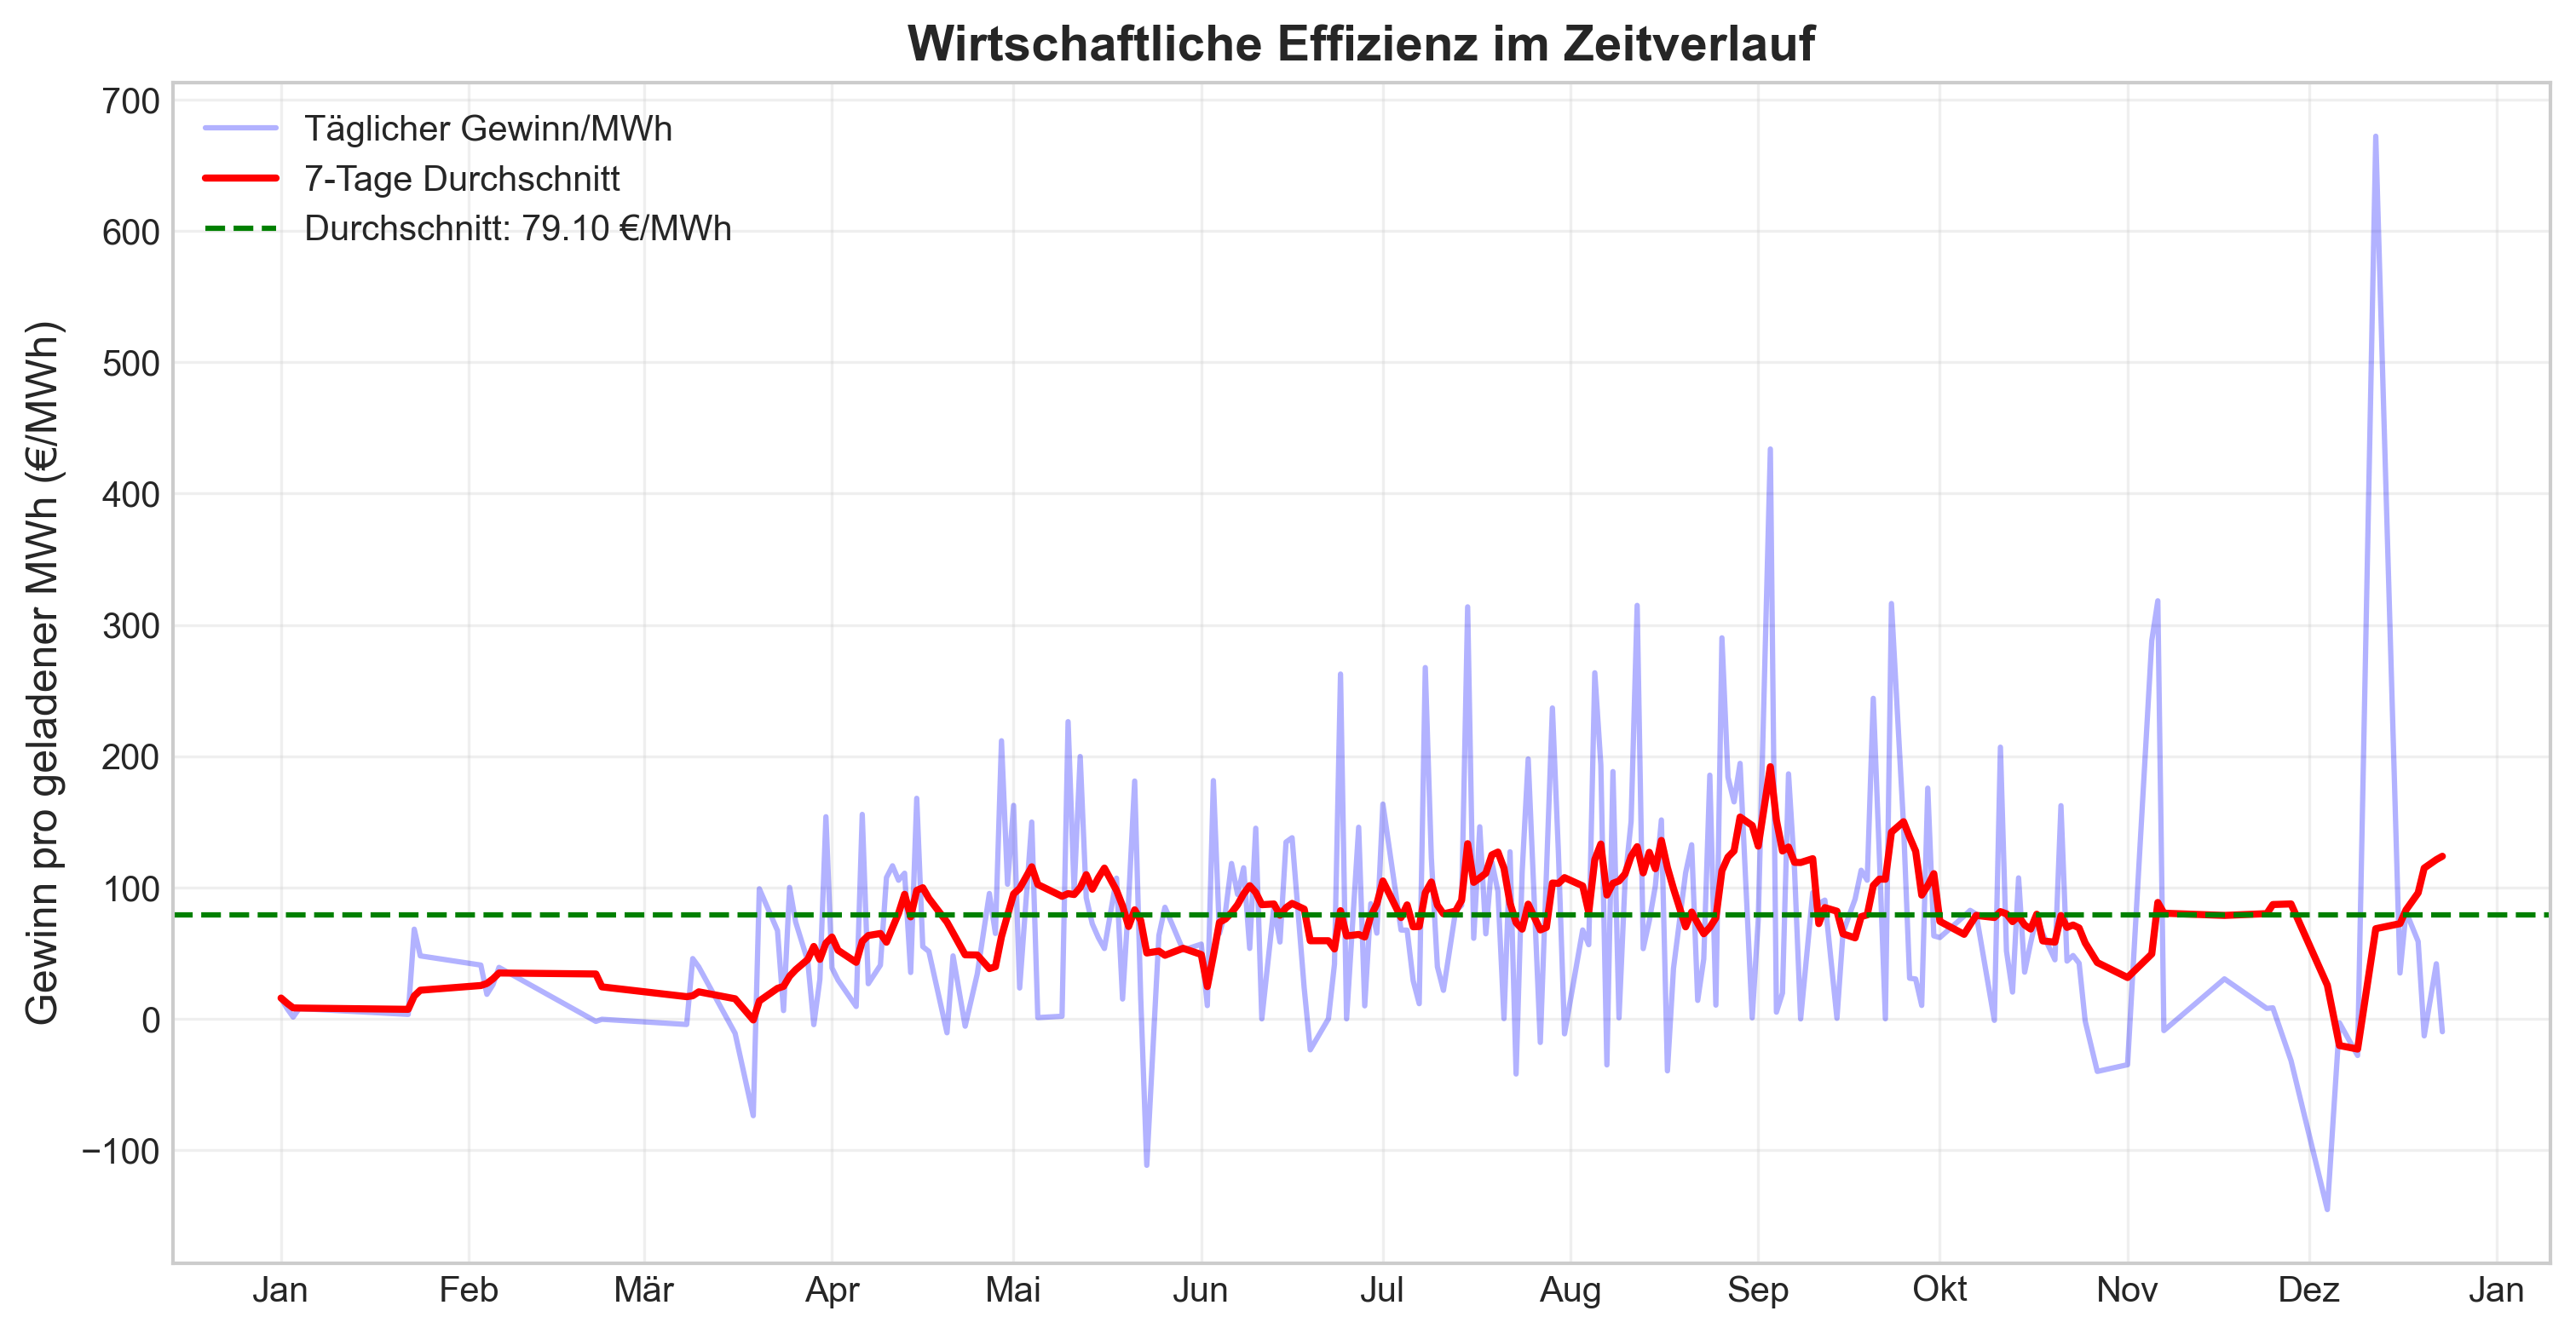 Wirtschaftliche Effizienz im Zeitverlauf
Gewinn pro geladener MWh (€/MWh)
700
600
500
400
300
200
100
0
−100
Täglicher Gewinn/MWh
7-Tage Durchschnitt
Durchschnitt: 79.10 €/MWh
Jan Feb Mär Apr Mai Jun Jul Aug Sep Okt Nov Dez Jan